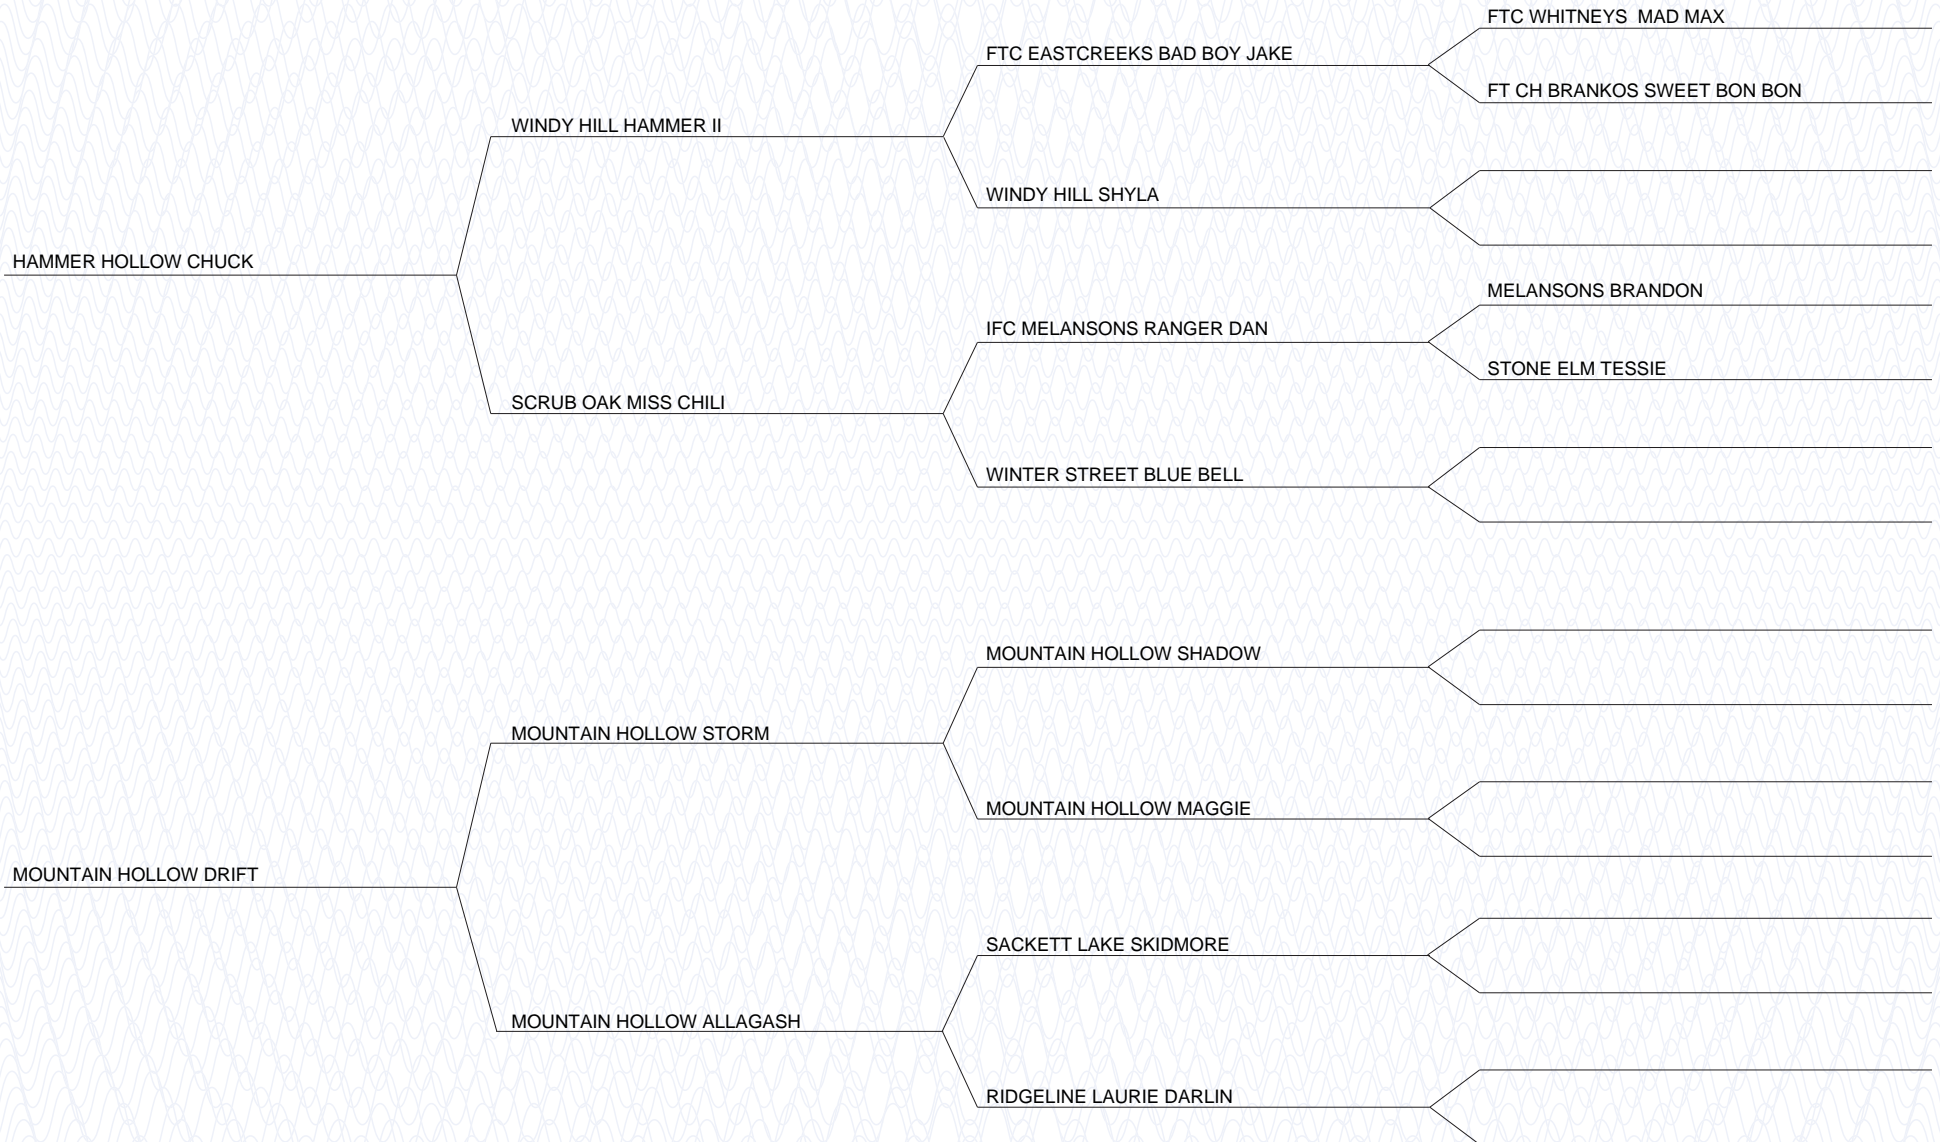 FTC WHITNEYS  MAD MAX
FTC EASTCREEKS BAD BOY JAKE
FT CH BRANKOS SWEET BON BON
WINDY HILL HAMMER II
WINDY HILL SHYLA
HAMMER HOLLOW CHUCK
MELANSONS BRANDON
IFC MELANSONS RANGER DAN
STONE ELM TESSIE
SCRUB OAK MISS CHILI
WINTER STREET BLUE BELL
MOUNTAIN HOLLOW SHADOW
MOUNTAIN HOLLOW STORM
MOUNTAIN HOLLOW MAGGIE
MOUNTAIN HOLLOW DRIFT
SACKETT LAKE SKIDMORE
MOUNTAIN HOLLOW ALLAGASH
RIDGELINE LAURIE DARLIN